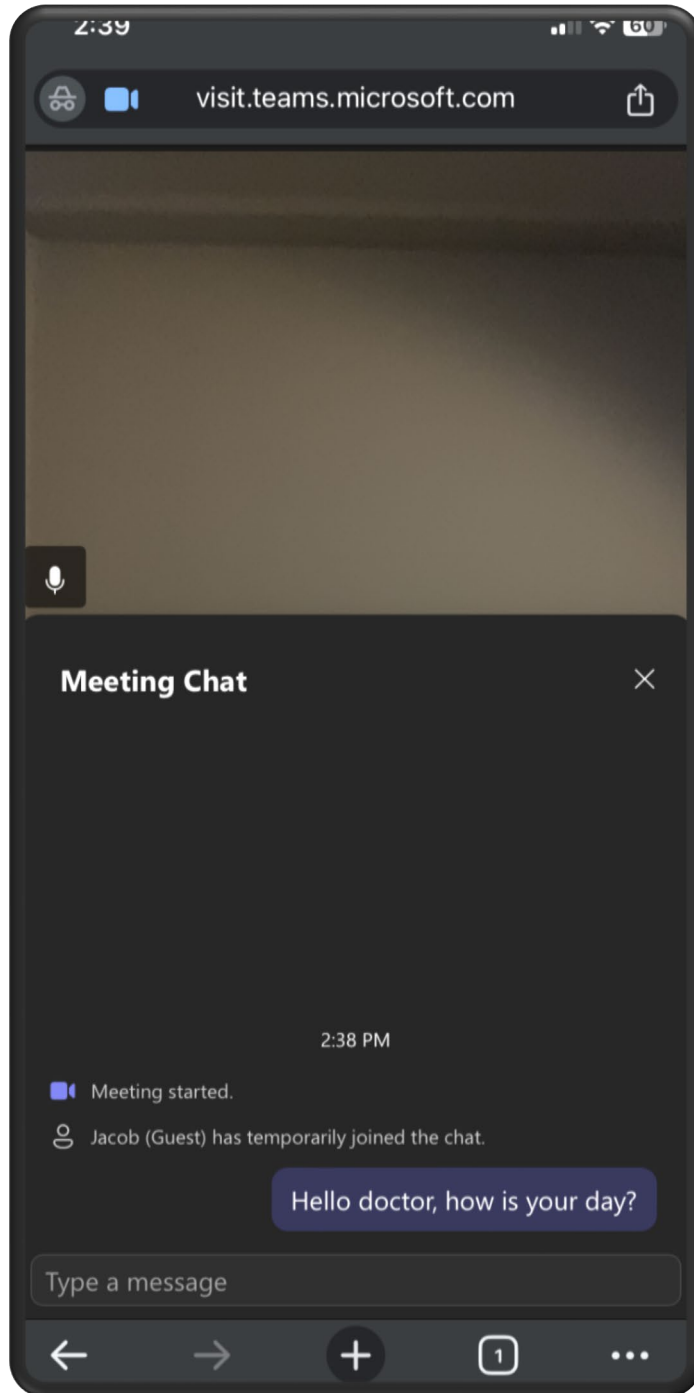 2:39
60
visit.teams.microsoft.com
Meeting Chat
2:38 PM
Meeting started.
Jacob (Guest) has temporarily joined the chat.
Hello doctor, how is your day?
Type a message
1